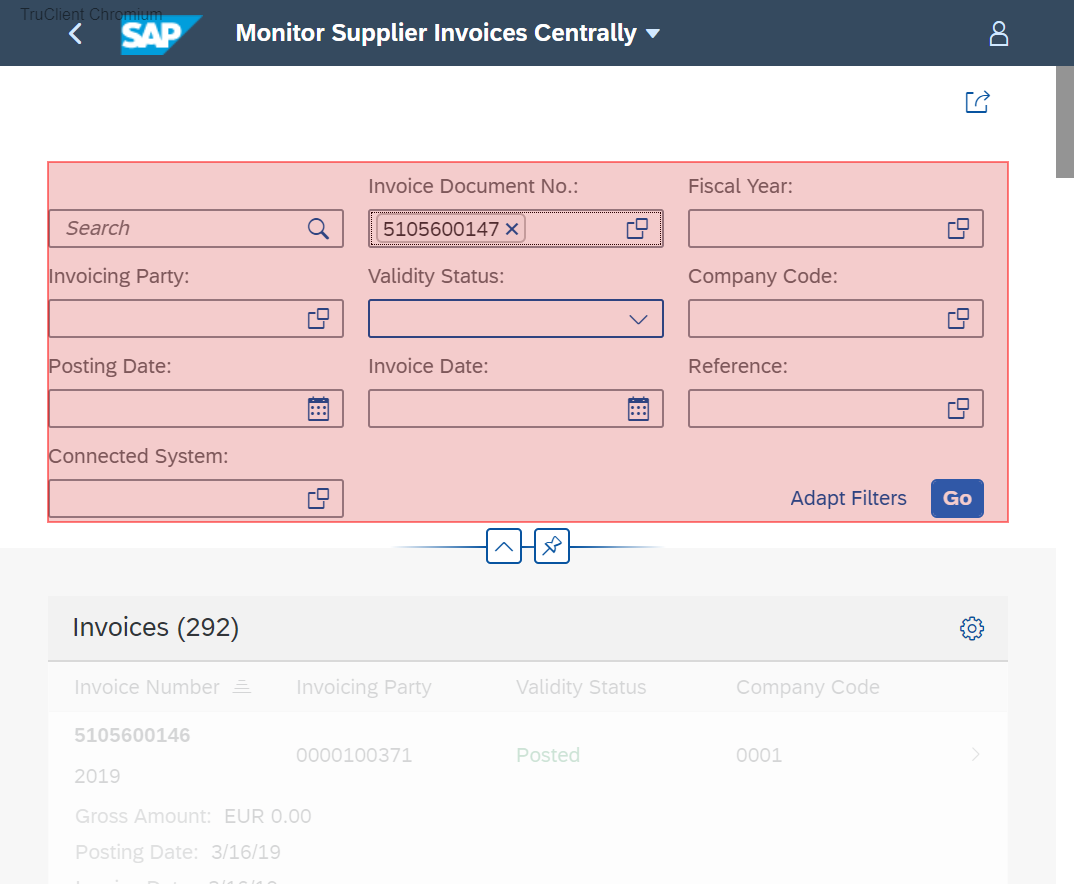 TruClient Chromium
SAP Monitor Supplier Invoices Centrally
Invoice Document No.: Fiscal Year:
Search 5105600147
Invoicing Party: Validity Status: Company Code:
Posting Date: Invoice Date: Reference:
Connected System:
Adapt Filters Go
Invoices (292)
Invoice Number Invoicing Party Validity Status Company Code
5105600146
0000100371 Posted 0001
2019
Gross Amount: EUR 0.00
Posting Date: 3/16/19